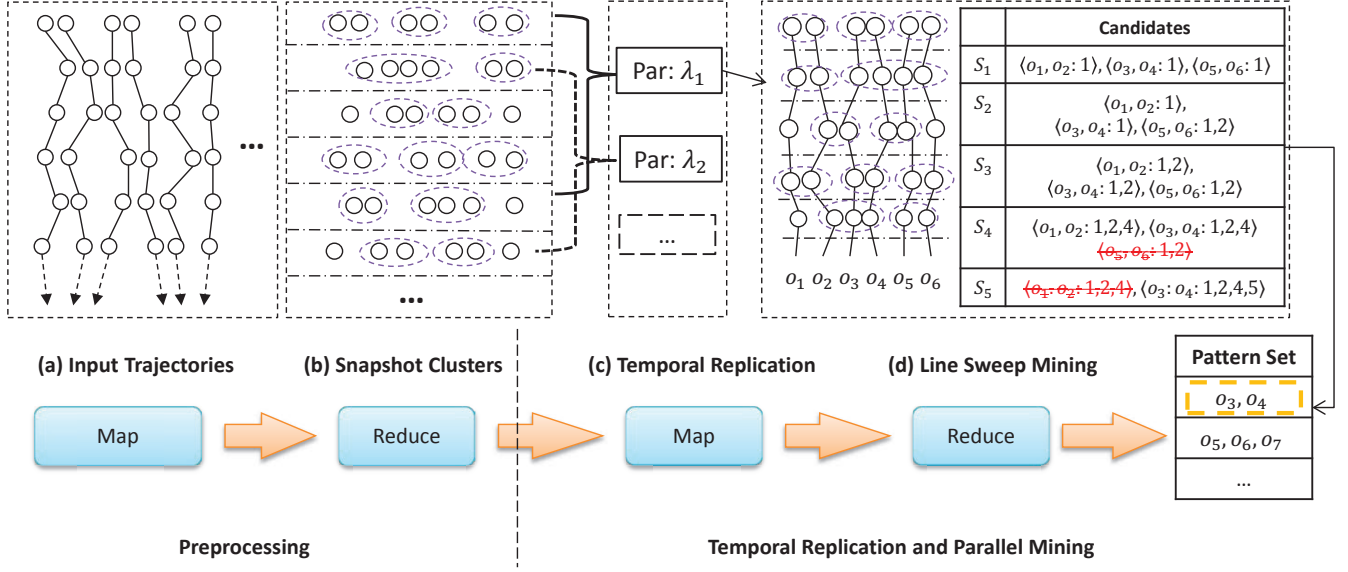 ...
...
Par: λ1
Par: λ2
...
o1 o2 o3 o4 o5 o6
Candidates
S1 ⟨o1, o2: 1⟩, ⟨o3, o4: 1⟩, ⟨o5, o6: 1⟩
S2 ⟨o1, o2: 1⟩,
⟨o3, o4: 1⟩, ⟨o5, o6: 1,2⟩
S3 ⟨o1, o2: 1,2⟩,
⟨o3, o4: 1,2⟩, ⟨o5, o6: 1,2⟩
S4 ⟨o1, o2: 1,2,4⟩, ⟨o3, o4: 1,2,4⟩
⟨o5, o6: 1,2⟩
S5 ⟨o1: o2: 1,2,4⟩, ⟨o3: o4: 1,2,4,5⟩
(a) Input Trajectories
(b) Snapshot Clusters
(c) Temporal Replication
(d) Line Sweep Mining
Map
Reduce
Map
Reduce
Pattern Set
o3, o4
o5, o6, o7
...
Preprocessing
Temporal Replication and Parallel Mining